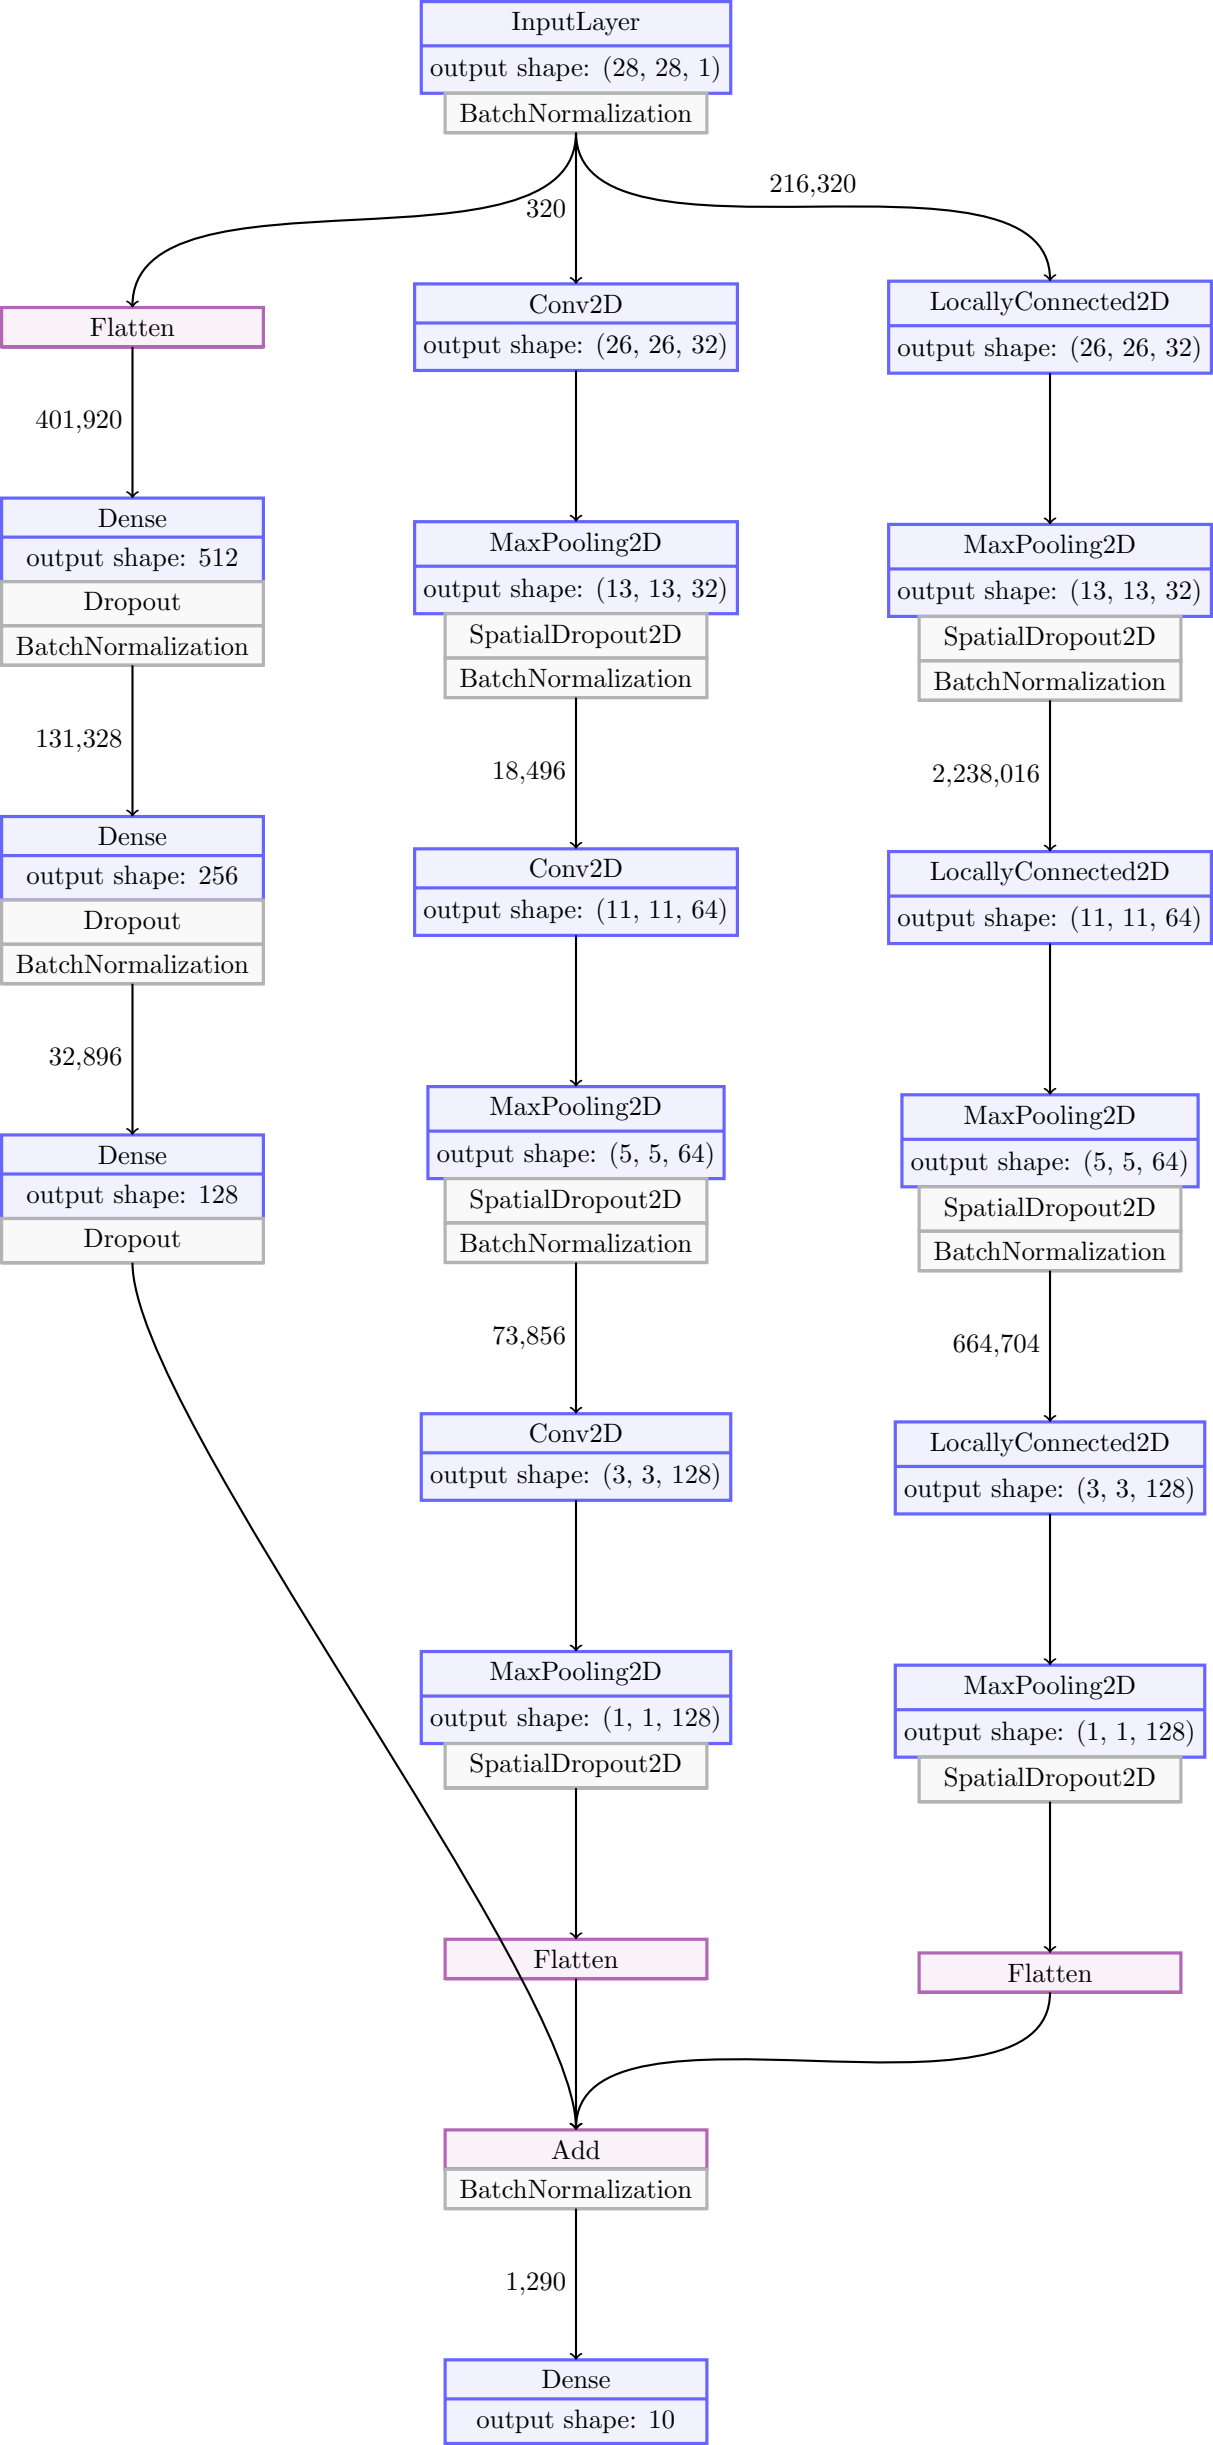 InputLayer
output shape: (28, 28, 1)
BatchNormalization
320
216,320
Flatten
401,920
Dense
output shape: 512
Dropout
BatchNormalization
131,328
Dense
output shape: 256
Dropout
BatchNormalization
32,896
Dense
output shape: 128
Dropout
Conv2D
output shape: (26, 26, 32)
MaxPooling2D
output shape: (13, 13, 32)
SpatialDropout2D
BatchNormalization
18,496
Conv2D
output shape: (11, 11, 64)
MaxPooling2D
output shape: (5, 5, 64)
SpatialDropout2D
BatchNormalization
73,856
Conv2D
output shape: (3, 3, 128)
MaxPooling2D
output shape: (1, 1, 128)
SpatialDropout2D
Flatten
LocallyConnected2D
output shape: (26, 26, 32)
MaxPooling2D
output shape: (13, 13, 32)
SpatialDropout2D
BatchNormalization
2,238,016
LocallyConnected2D
output shape: (11, 11, 64)
MaxPooling2D
output shape: (5, 5, 64)
SpatialDropout2D
BatchNormalization
664,704
LocallyConnected2D
output shape: (3, 3, 128)
MaxPooling2D
output shape: (1, 1, 128)
SpatialDropout2D
Flatten
Add
BatchNormalization
1,290
Dense
output shape: 10